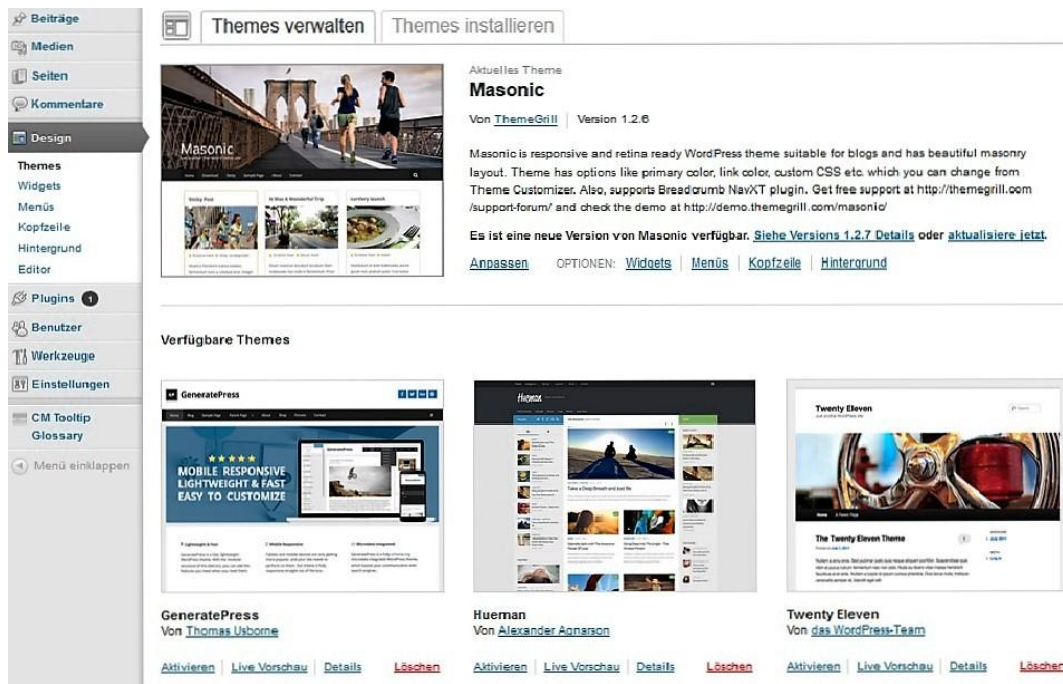 Beiträge
Medien
Seiten
Kommentare
Design
Themes
Widgets
Menüs
Kopfzeile
Hintergrund
Editor
Plugins 1
Benutzer
Werkzeuge
Einstellungen
CM Tooltip
Glossary
Menü einklappen
Themes verwalten
Themes installieren
Masonic
Aktuelles Theme
Masonic
Von ThemeGrill | Version 1.2.6
Masonic is responsive and retina ready WordPress theme suitable for blogs and has beautiful masonry
layout. Theme has options like primary color, link color, custom CSS etc. which you can change from
Theme Customizer. Also, supports Breadcrumb NavXT plugin. Get free support at http://themegrill.com
/support-forum/ and check the demo at http://demo.themegrill.com/masonic/
Es ist eine neue Version von Masonic verfügbar. Siehe Versions 1.2.7 Details oder aktualisiere jetzt.
Anpassen OPTIONEN: Widgets | Menüs | Kopfzeile | Hintergrund
Verfügbare Themes
GP GeneratePress
MOBILE RESPONSIVE
LIGHTWEIGHT & FAST
EASY TO CUSTOMIZE
Hueman
Take a Deep Breath and Just Be
Twenty Eleven
The Twenty Eleven Theme
GeneratePress
Von Thomas Usborne
Aktivieren | Live Vorschau | Details Löschen
Hueman
Von Alexander Agnarson
Aktivieren | Live Vorschau | Details Löschen
Twenty Eleven
Von das WordPress-Team
Aktivieren | Live Vorschau | Details Löschen